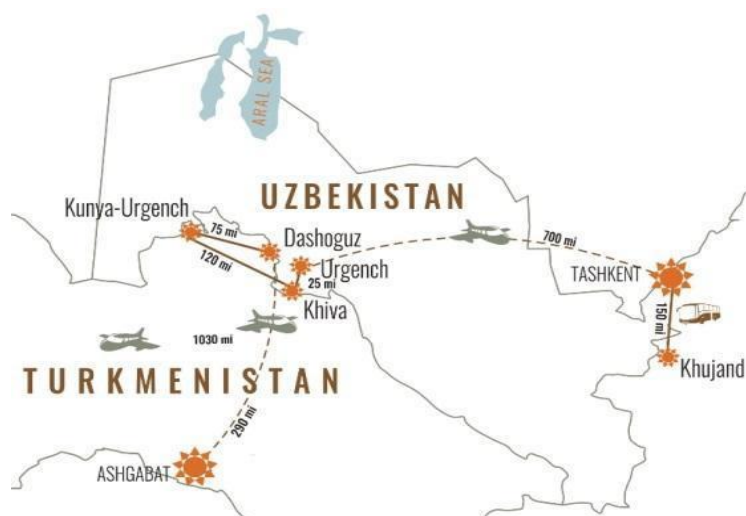 ARAL SEA
UZBEKISTAN
Kunya-Urgench
75 mi
Dashoguz
700 mi
120 mi
Urgench
TASHKENT
25 mi
Khiva
150 mi
1030 mi
Khujand
TURKMENISTAN
290 mi
ASHGABAT